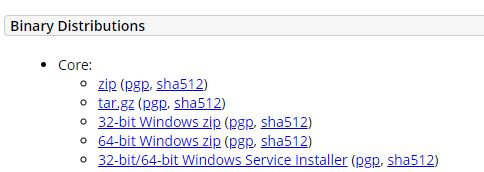 Binary Distributions
Core:
zip (pgp, sha512)
tar.gz (pgp, sha512)
32-bit Windows zip (pgp, sha512)
64-bit Windows zip (pgp, sha512)
32-bit/64-bit Windows Service Installer (pgp, sha512)